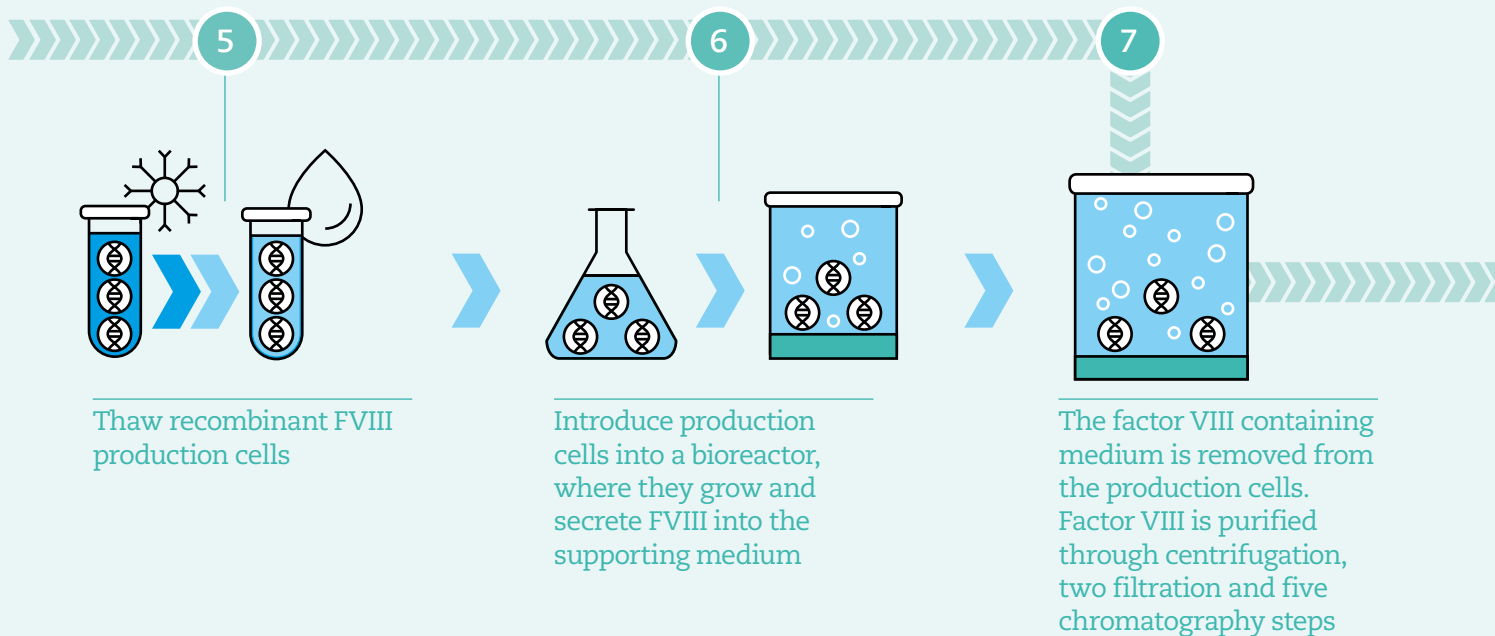 5
6
7
Thaw recombinant FVIII
production cells
Introduce production
cells into a bioreactor,
where they grow and
secrete FVIII into the
supporting medium
The factor VIII containing
medium is removed from
the production cells.
Factor VIII is purified
through centrifugation,
two filtration and five
chromatography steps